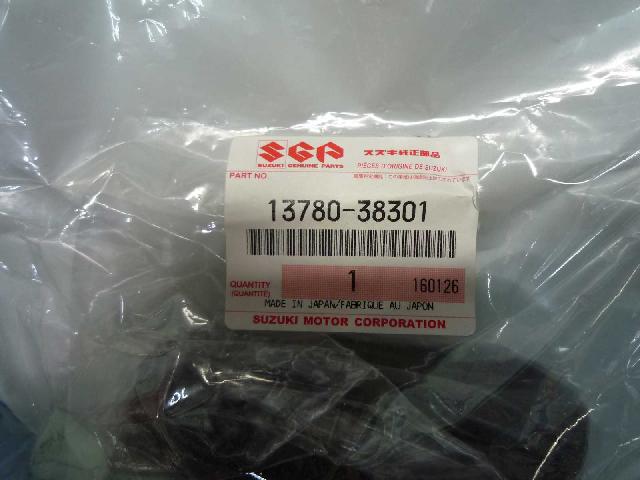 SGP
SUZUKI GENUINE PARTS
スズキ純正部品
PIÈCES D'ORIGINE DE SUZUKI
PART NO
13780-38301
QUANTITY
(QUANTITÉ)
1
160126
MADE IN JAPAN/FABRIQUE AU JAPON
SUZUKI MOTOR CORPORATION